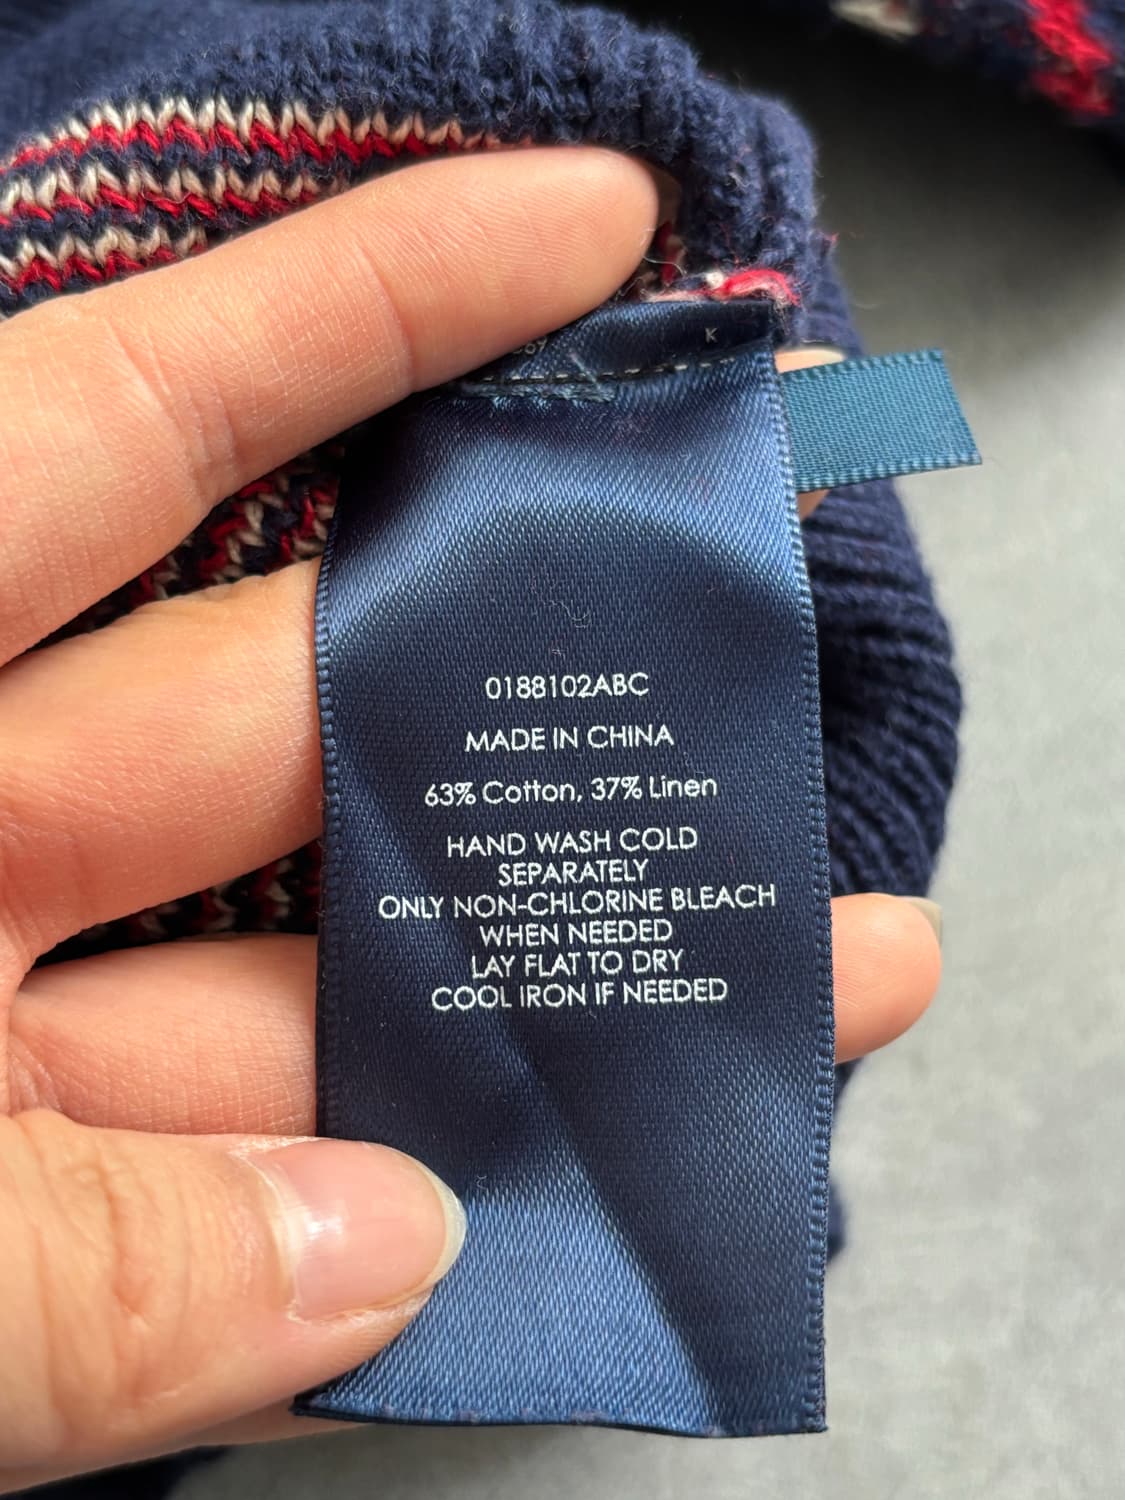 K
0188102ABC
MADE IN CHINA
63% Cotton, 37% Linen
HAND WASH COLD
SEPARATELY
ONLY NON-CHLORINE BLEACH
WHEN NEEDED
LAY FLAT TO DRY
COOL IRON IF NEEDED